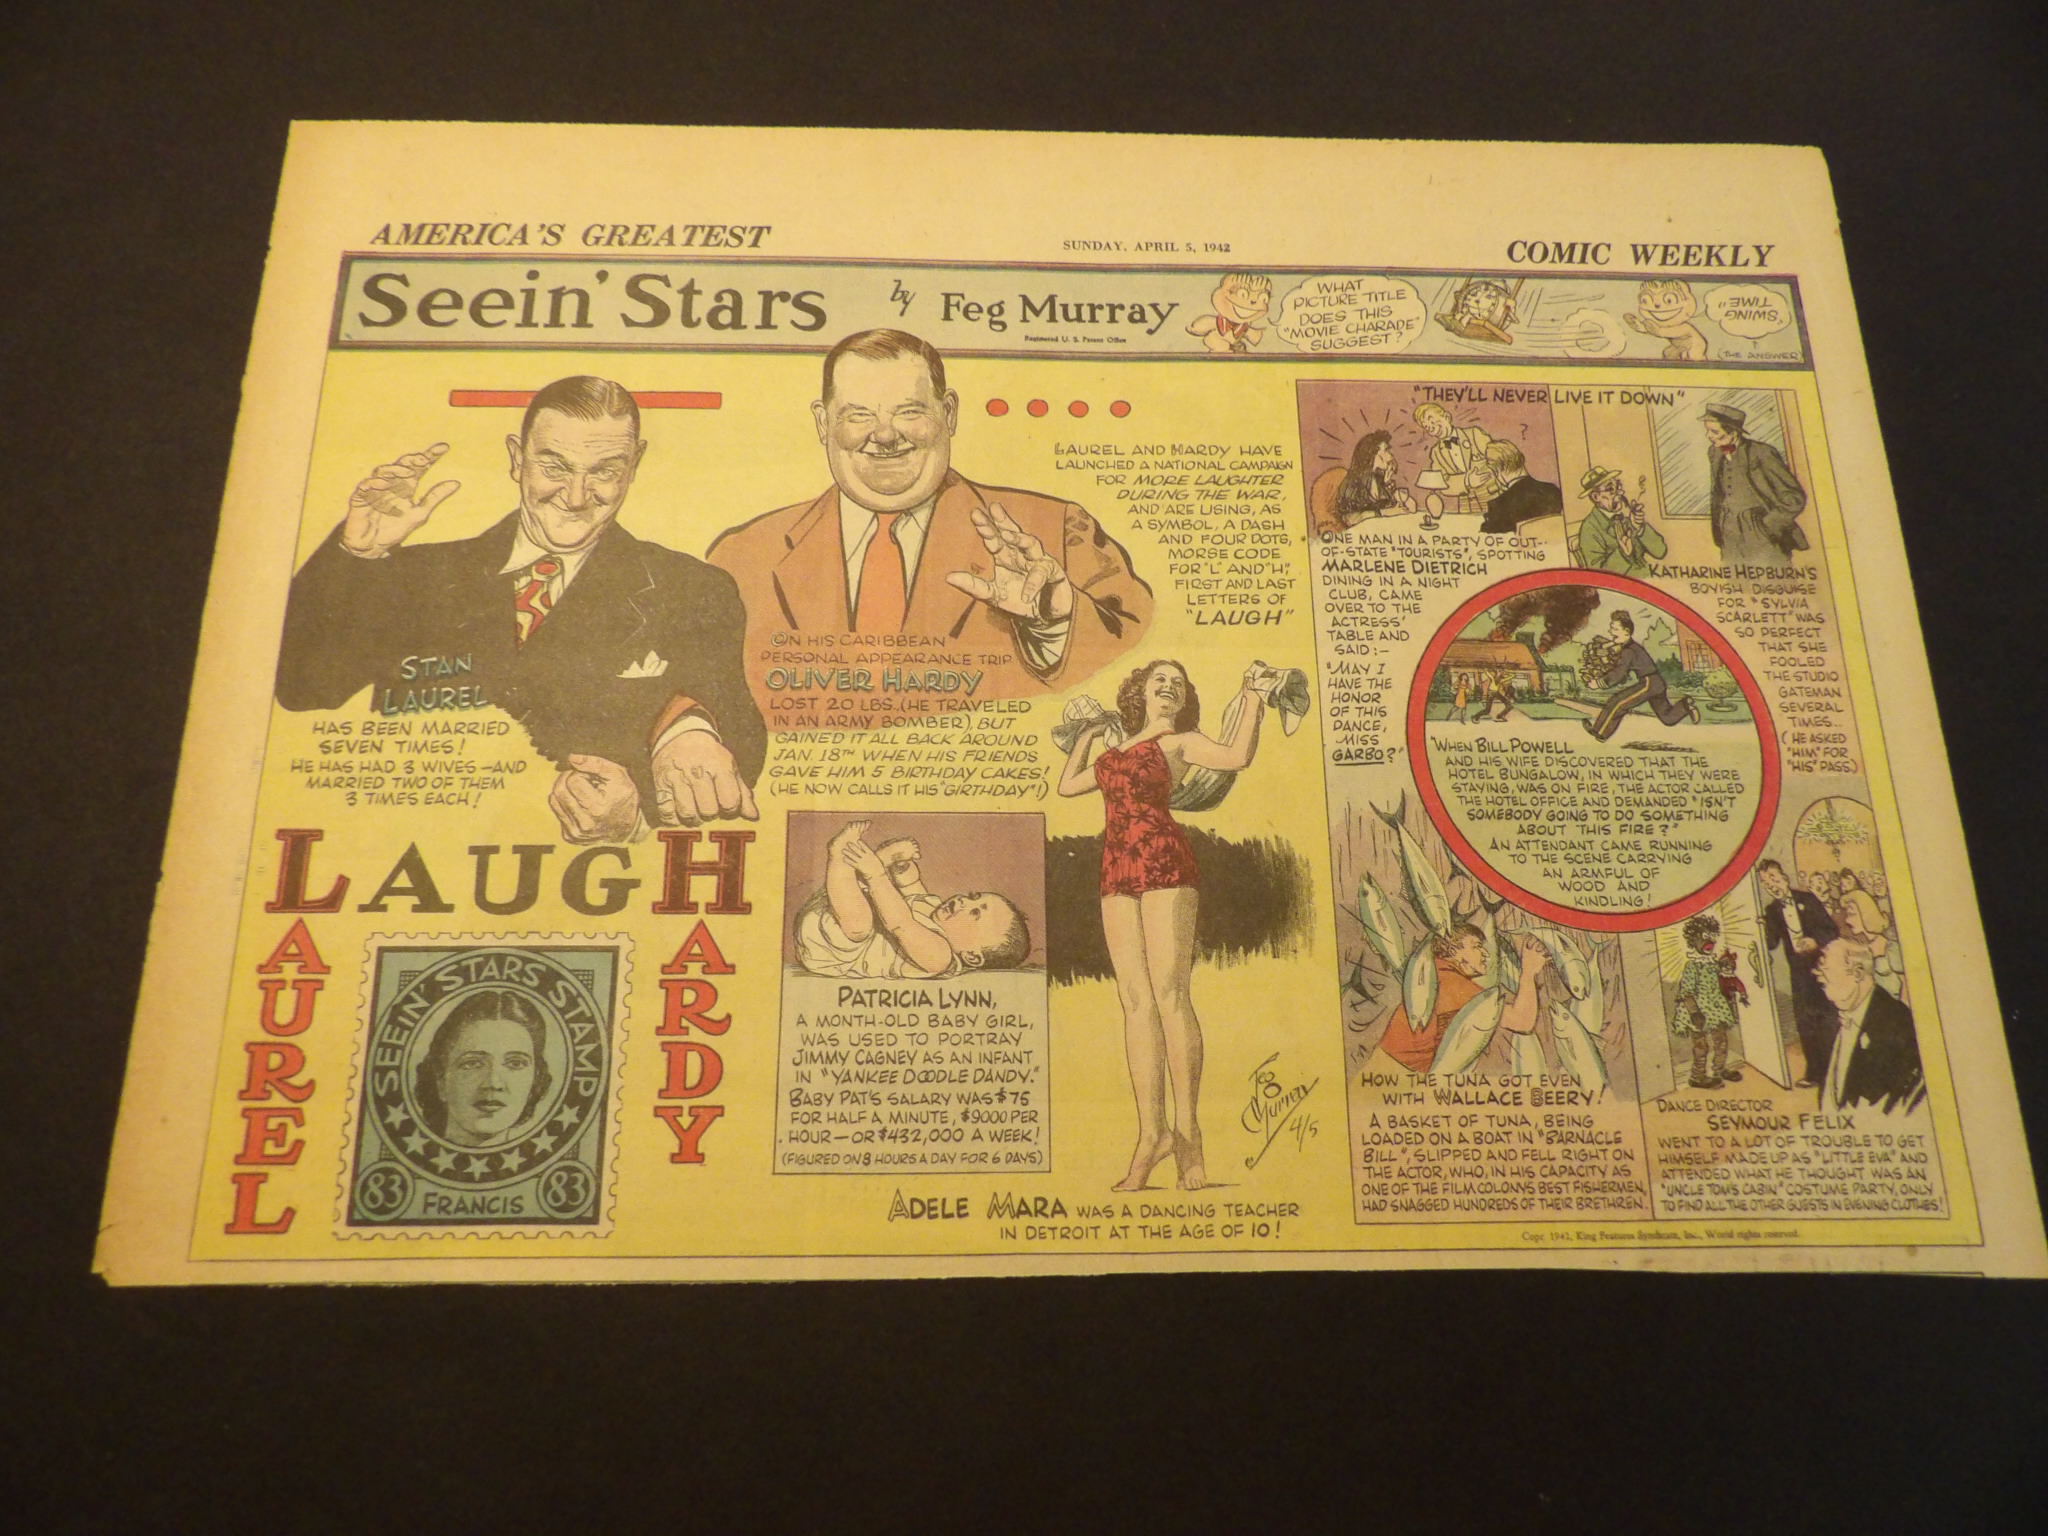 AMERICA'S GREATEST
SUNDAY, APRIL 5, 1942
COMIC WEEKLY
Seein' Stars
by Feg Murray
Registered U. S. Patent Office
WHAT
PICTURE TITLE
DOES THIS
"MOVIE CHARADE"
SUGGEST?
"SWING
TIME"
(THE ANSWER)
LAUREL AND HARDY HAVE
LAUNCHED A NATIONAL CAMPAIGN
FOR MORE LAUGHTER
DURING THE WAR,
AND ARE USING, AS
A SYMBOL, A DASH
AND FOUR DOTS,
MORSE CODE
FOR "L" AND "H",
FIRST AND LAST
LETTERS OF
"LAUGH"
STAN
LAUREL
HAS BEEN MARRIED
SEVEN TIMES!
HE HAS HAD 3 WIVES—AND
MARRIED TWO OF THEM
3 TIMES EACH!
ON HIS CARIBBEAN
PERSONAL APPEARANCE TRIP
OLIVER HARDY
LOST 20 LBS. (HE TRAVELED
IN AN ARMY BOMBER), BUT
GAINED IT ALL BACK AROUND
JAN. 18TH WHEN HIS FRIENDS
GAVE HIM 5 BIRTHDAY CAKES!
(HE NOW CALLS IT HIS "GIRTHDAY"!)
LAUGH
LAUREL
HARDY
SEEIN' STARS STAMP
83 FRANCIS 83
PATRICIA LYNN,
A MONTH-OLD BABY GIRL,
WAS USED TO PORTRAY
JIMMY CAGNEY AS AN INFANT
IN "YANKEE DOODLE DANDY."
BABY PAT'S SALARY WAS $75
FOR HALF A MINUTE, $9000 PER
HOUR—OR $432,000 A WEEK!
(FIGURED ON 8 HOURS A DAY FOR 6 DAYS)
ADELE MARA WAS A DANCING TEACHER
IN DETROIT AT THE AGE OF 10!
Feg
Murray
4/5
"THEY'LL NEVER LIVE IT DOWN"
?
ONE MAN IN A PARTY OF OUT-
OF-STATE "TOURISTS", SPOTTING
MARLENE DIETRICH
DINING IN A NIGHT
CLUB, CAME
OVER TO THE
ACTRESS'
TABLE AND
SAID:—
"MAY I
HAVE THE
HONOR
OF THIS
DANCE,
MISS
GARBO?"
KATHARINE HEPBURN'S
BOYISH DISGUISE
FOR "SYLVIA
SCARLETT" WAS
SO PERFECT
THAT SHE
FOOLED
THE STUDIO
GATEMAN
SEVERAL
TIMES...
(HE ASKED
"HIM" FOR
"HIS" PASS.)
"WHEN BILL POWELL
AND HIS WIFE DISCOVERED THAT THE
HOTEL BUNGALOW, IN WHICH THEY WERE
STAYING, WAS ON FIRE, THE ACTOR CALLED
THE HOTEL OFFICE AND DEMANDED "ISN'T
SOMEBODY GOING TO DO SOMETHING
ABOUT THIS FIRE?"
AN ATTENDANT CAME RUNNING
TO THE SCENE CARRYING
AN ARMFUL OF
WOOD AND
KINDLING!
HOW THE TUNA GOT EVEN
WITH WALLACE BEERY!
A BASKET OF TUNA, BEING
LOADED ON A BOAT IN "BARNACLE
BILL", SLIPPED AND FELL RIGHT ON
THE ACTOR, WHO, IN HIS CAPACITY AS
ONE OF THE FILM COLONYS BEST FISHERMEN,
HAD SNAGGED HUNDREDS OF THEIR BRETHREN.
DANCE DIRECTOR
SEYMOUR FELIX
WENT TO A LOT OF TROUBLE TO GET
HIMSELF MADE UP AS "LITTLE EVA" AND
ATTENDED WHAT HE THOUGHT WAS AN
"UNCLE TOM'S CABIN" COSTUME PARTY, ONLY
TO FIND ALL THE OTHER GUESTS IN EVENING CLOTHES!
Copr. 1942, King Features Syndicate, Inc., World rights reserved.